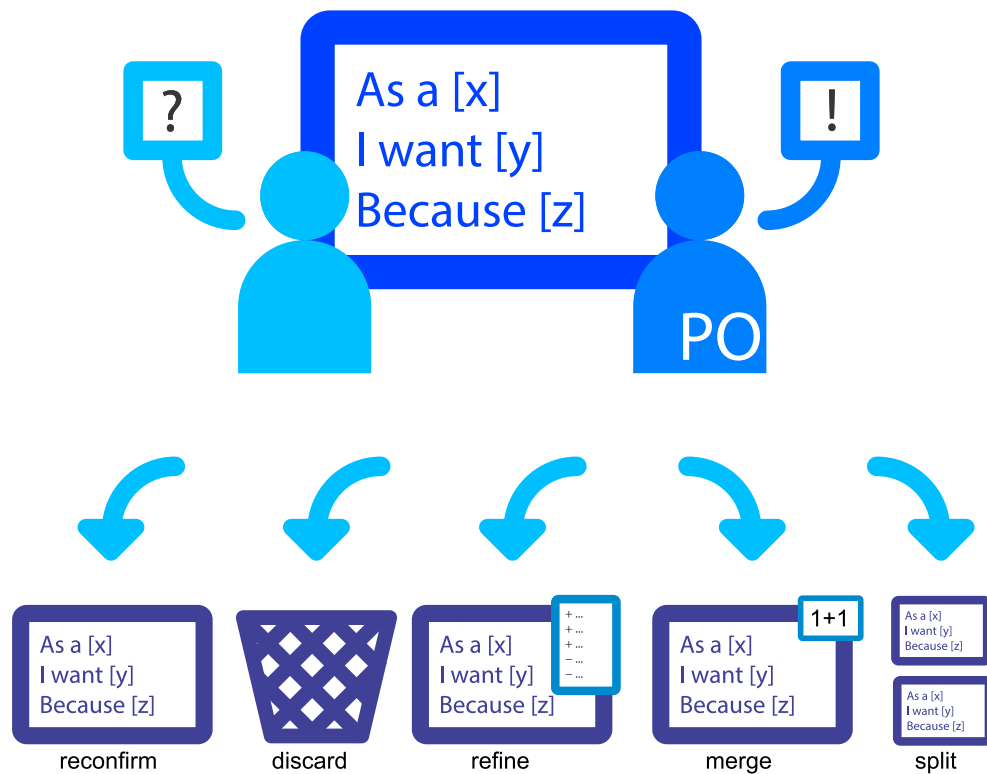 ?
As a [x]
I want [y]
Because [z]
!
PO
As a [x]
I want [y]
Because [z]
reconfirm
discard
As a [x]
I want [y]
Because [z]
+ ...
+ ...
+ ...
– ...
– ...
refine
As a [x]
I want [y]
Because [z]
1+1
merge
As a [x]
I want [y]
Because [z]
As a [x]
I want [y]
Because [z]
split